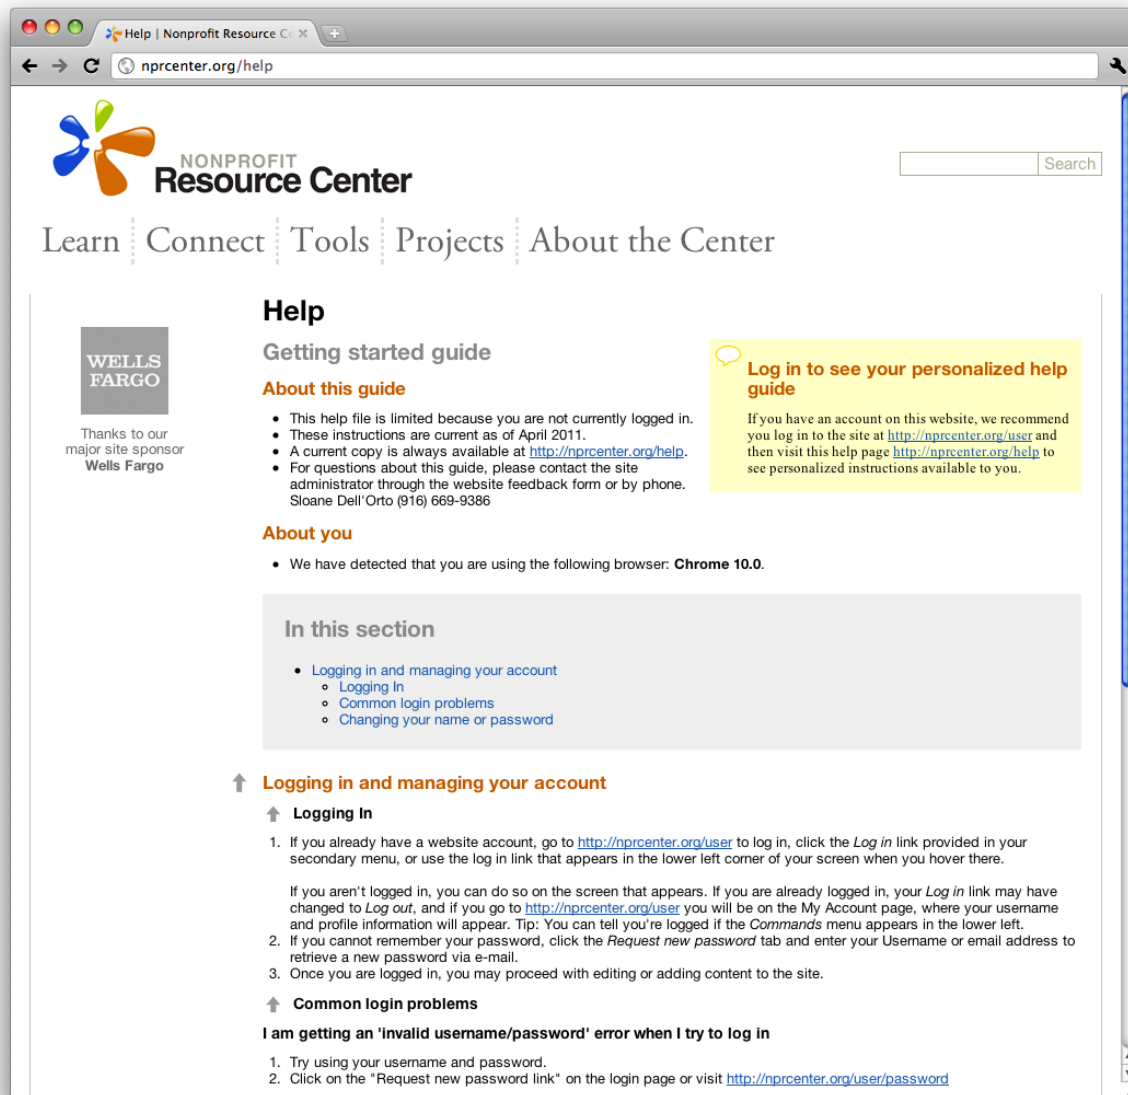 Help | Nonprofit Resource Ce
nprcenter.org/help
NONPROFIT
Resource Center
Search
Learn
Connect
Tools
Projects
About the Center
WELLS
FARGO
Thanks to our
major site sponsor
Wells Fargo
Help
Getting started guide
About this guide
• This help file is limited because you are not currently logged in.
• These instructions are current as of April 2011.
• A current copy is always available at http://nprcenter.org/help.
• For questions about this guide, please contact the site
administrator through the website feedback form or by phone.
Sloane Dell'Orto (916) 669-9386
Log in to see your personalized help
guide
If you have an account on this website, we recommend
you log in to the site at http://nprcenter.org/user and
then visit this help page http://nprcenter.org/help to
see personalized instructions available to you.
About you
• We have detected that you are using the following browser: Chrome 10.0.
In this section
• Logging in and managing your account
Logging In
Common login problems
Changing your name or password
Logging in and managing your account
Logging In
1. If you already have a website account, go to http://nprcenter.org/user to log in, click the Log in link provided in your
secondary menu, or use the log in link that appears in the lower left corner of your screen when you hover there.
If you aren't logged in, you can do so on the screen that appears. If you are already logged in, your Log in link may have
changed to Log out, and if you go to http://nprcenter.org/user you will be on the My Account page, where your username
and profile information will appear. Tip: You can tell you're logged if the Commands menu appears in the lower left.
2. If you cannot remember your password, click the Request new password tab and enter your Username or email address to
retrieve a new password via e-mail.
3. Once you are logged in, you may proceed with editing or adding content to the site.
Common login problems
I am getting an 'invalid username/password' error when I try to log in
1. Try using your username and password.
2. Click on the "Request new password link" on the login page or visit http://nprcenter.org/user/password